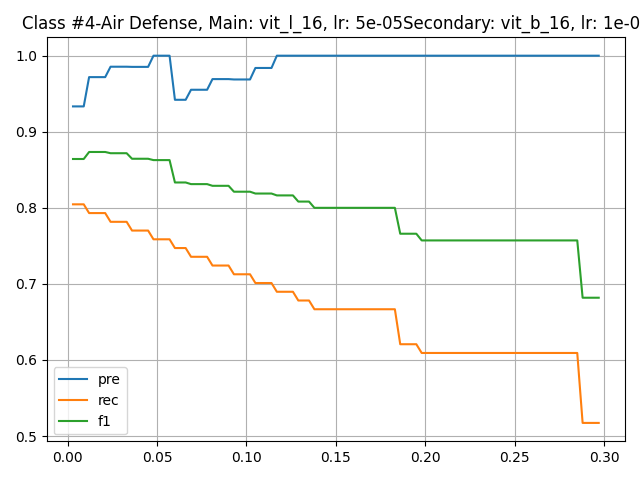 Class #4-Air Defense, Main: vit_l_16, lr: 5e-05Secondary: vit_b_16, lr: 1e-0
1.0
0.9
0.8
0.7
0.6
0.5
pre
rec
f1
0.00 0.05 0.10 0.15 0.20 0.25 0.30